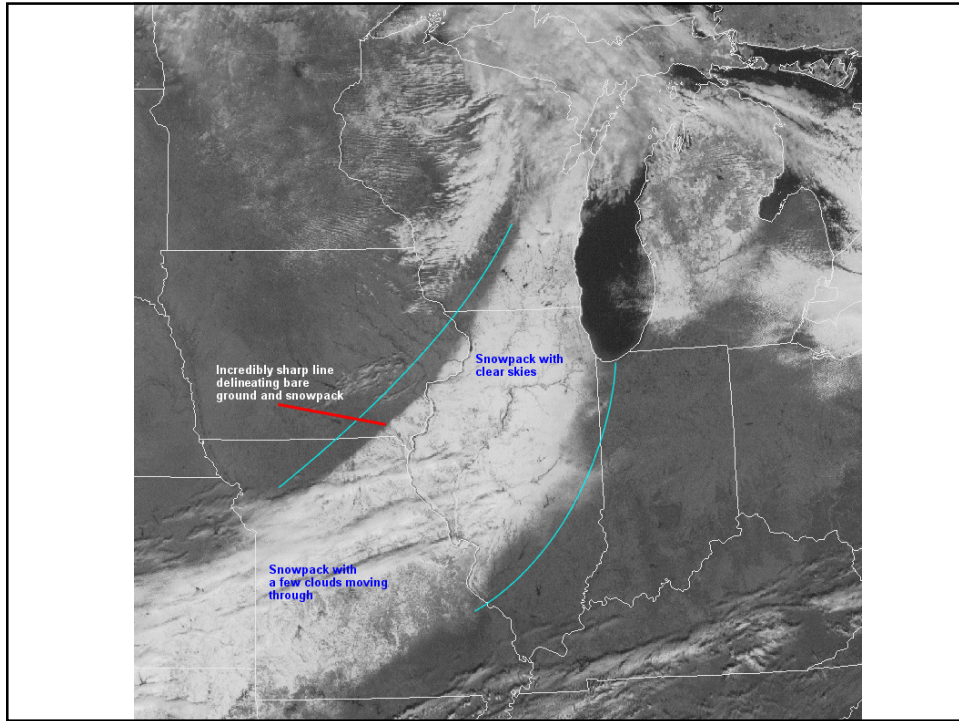 Incredibly sharp line
delineating bare
ground and snowpack
Snowpack with
clear skies
Snowpack with
a few clouds moving
through